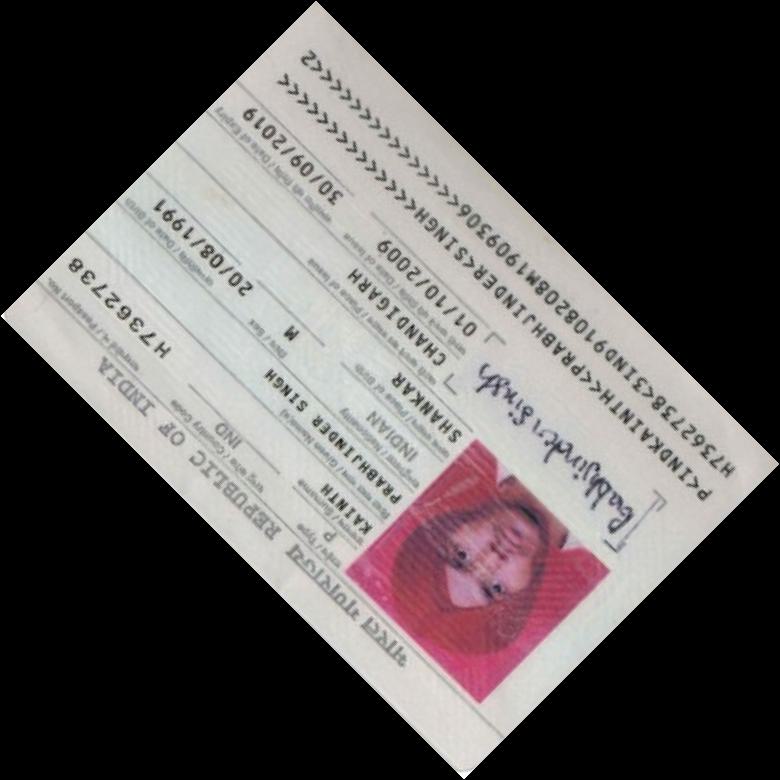 भारत गणराज्य REPUBLIC OF INDIA
टाईप / Type
P
राष्ट्र कोड / Country Code
IND
पासपोर्ट नं. / Passport No.
H7362738
उपनाम / Surname
KAINTH
दिया गया नाम / Given Name(s)
PRABHJINDER SINGH
राष्ट्रीयता / Nationality
INDIAN
लिंग / Sex
M
जन्मतिथि / Date of Birth
20/08/1991
जन्म स्थान / Place of Birth
SHANKAR
जारी करने का स्थान / Place of Issue
CHANDIGARH
जारी करने की तिथि / Date of Issue
01/10/2009
समाप्ति की तिथि / Date of Expiry
30/09/2019
Prabhjinder Singh
P<INDKAINTH<<PRABHJINDER<SINGH<<<<<<<<<<<<<<
H7362738<3IND9108208M1909306<<<<<<<<<<<<<<<2